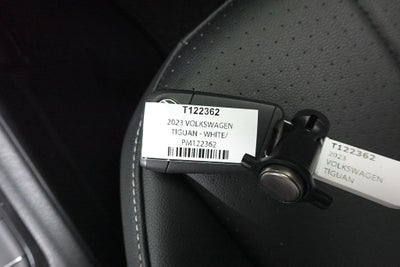 T122362
2023 VOLKSWAGEN
TIGUAN - WHITE/
PM122362
T122362
2023
VOLKSWAGEN
TIGUAN